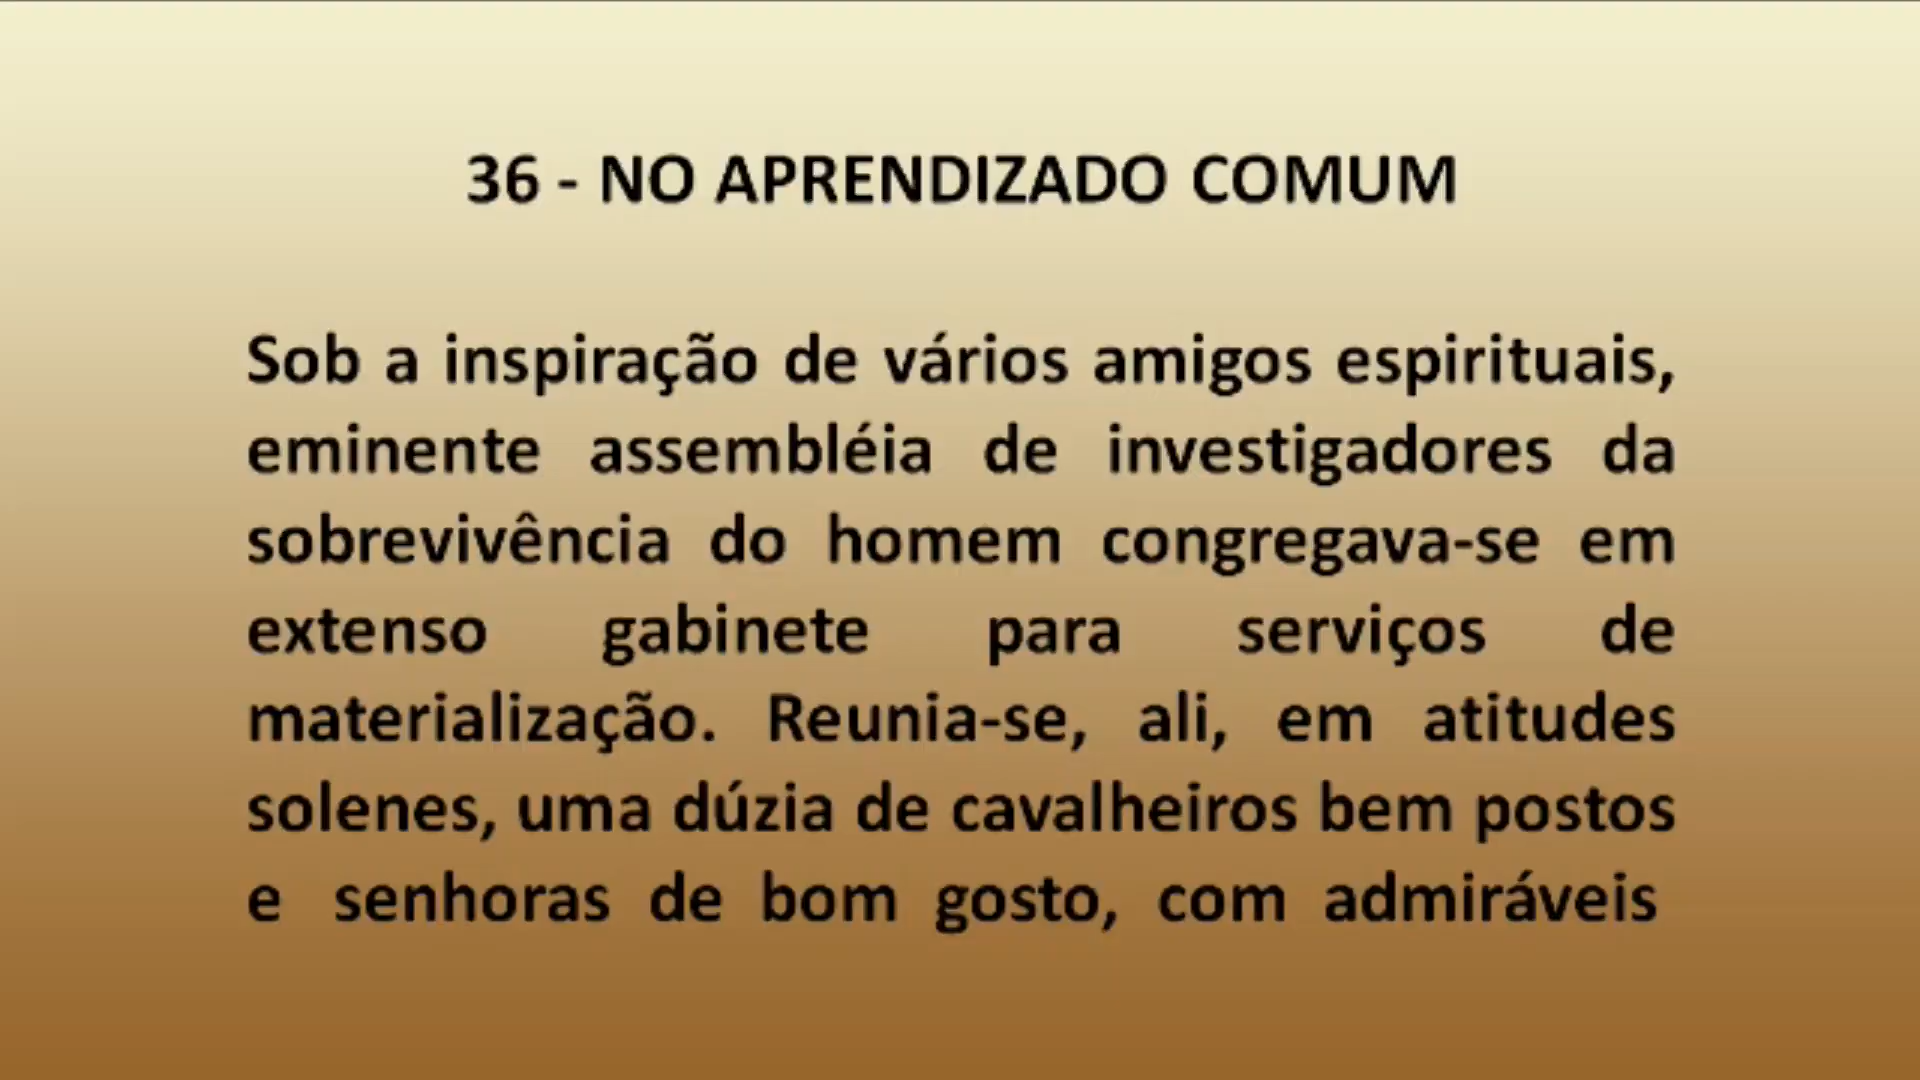 36 - NO APRENDIZADO COMUM
Sob a inspiração de vários amigos espirituais,
eminente assembléia de investigadores da
sobrevivência do homem congregava-se em
extenso gabinete para serviços de
materialização. Reunia-se, ali, em atitudes
solenes, uma dúzia de cavalheiros bem postos
e senhoras de bom gosto, com admiráveis